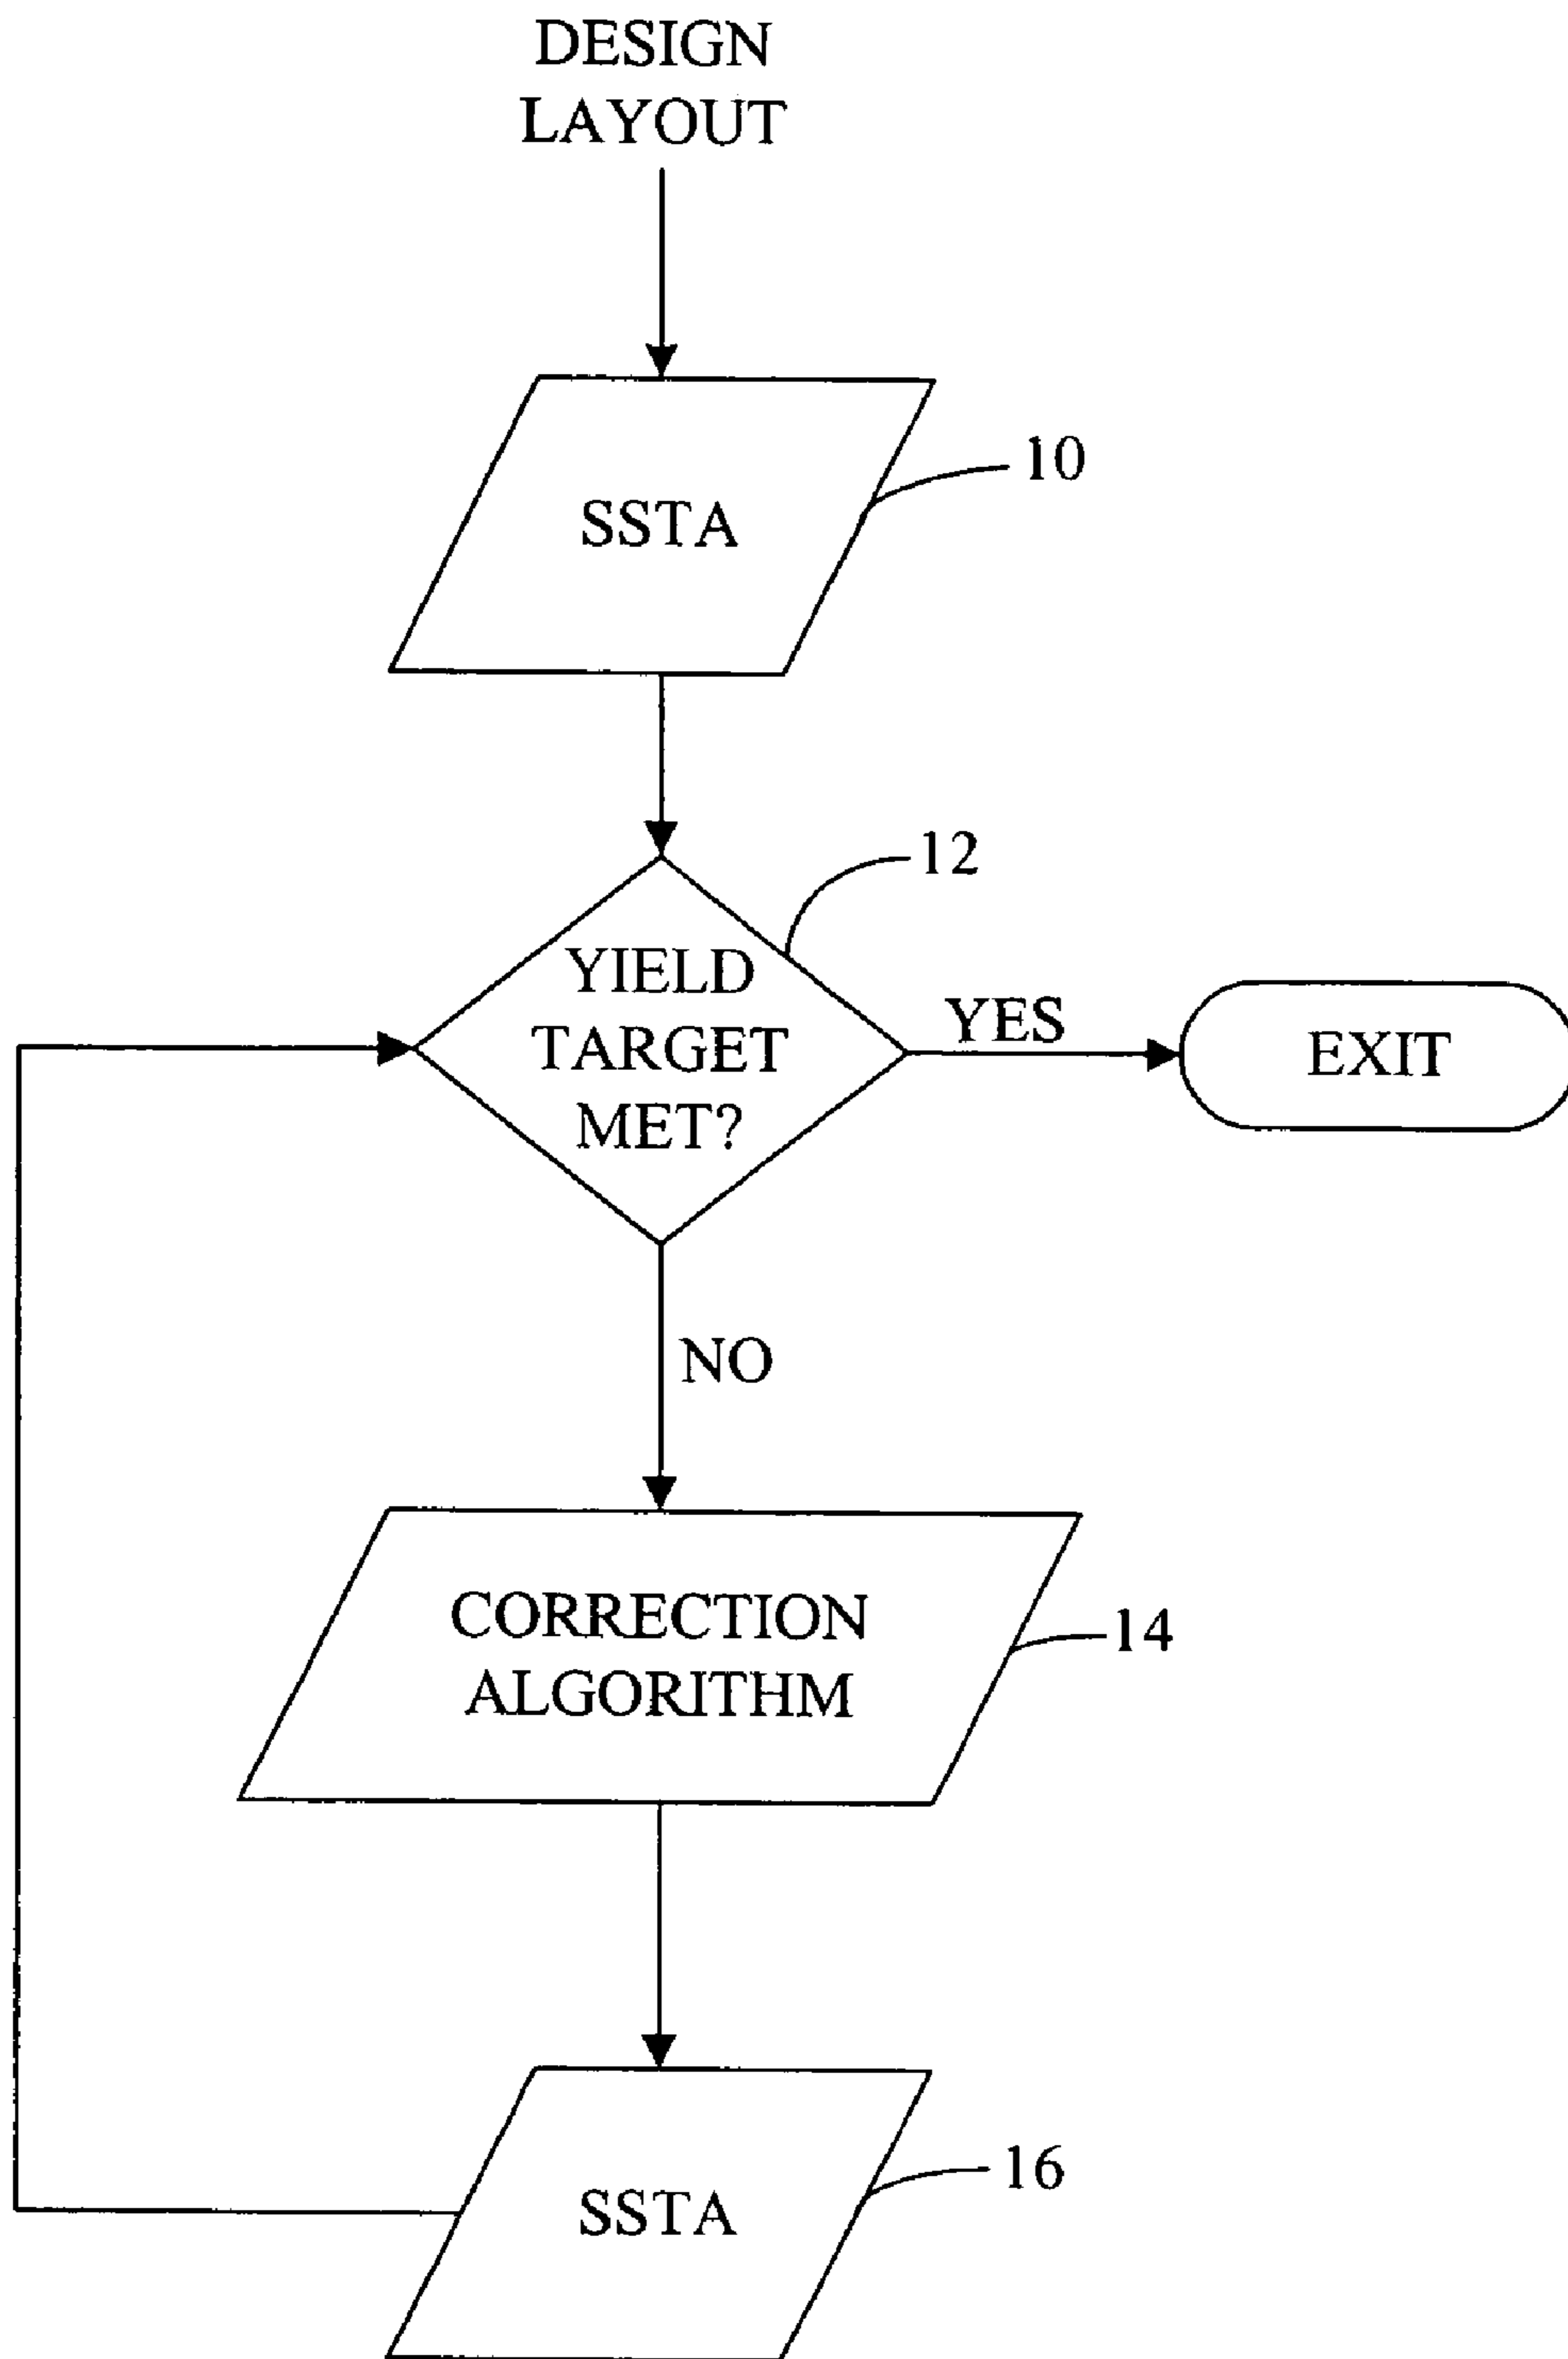 DESIGN
LAYOUT
SSTA
10
12
YIELD
TARGET
MET?
YES
EXIT
NO
CORRECTION
ALGORITHM
14
SSTA
16